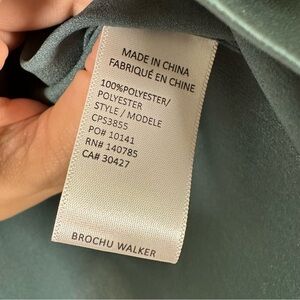 MADE IN CHINA
FABRIQUÉ EN CHINE
100%POLYESTER/
POLYESTER
STYLE / MODELE
CPS3855
PO# 10141
RN# 140785
CA# 30427
BROCHU WALKER